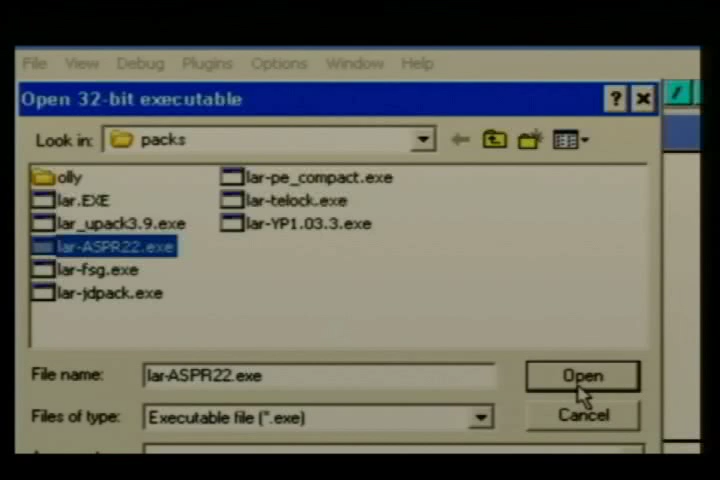 File View Debug Plugins Options Window Help
Open 32-bit executable
Look in: packs
olly
lar.EXE
lar_upack3.9.exe
lar-ASPR22.exe
lar-fsg.exe
lar-jdpack.exe
lar-pe_compact.exe
lar-telock.exe
lar-YP1.03.3.exe
File name: lar-ASPR22.exe
Open
Files of type: Executable file (*.exe)
Cancel